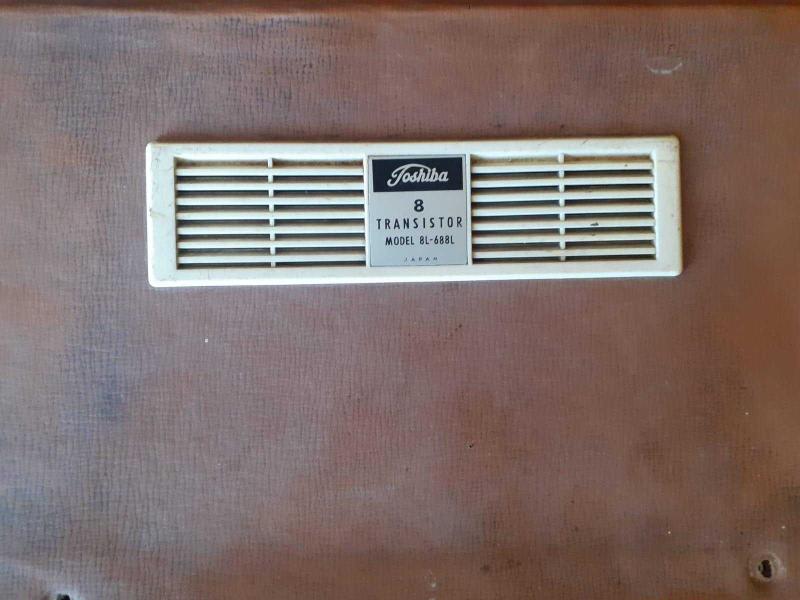 Toshiba
8
TRANSISTOR
MODEL 8L-688L
JAPAN